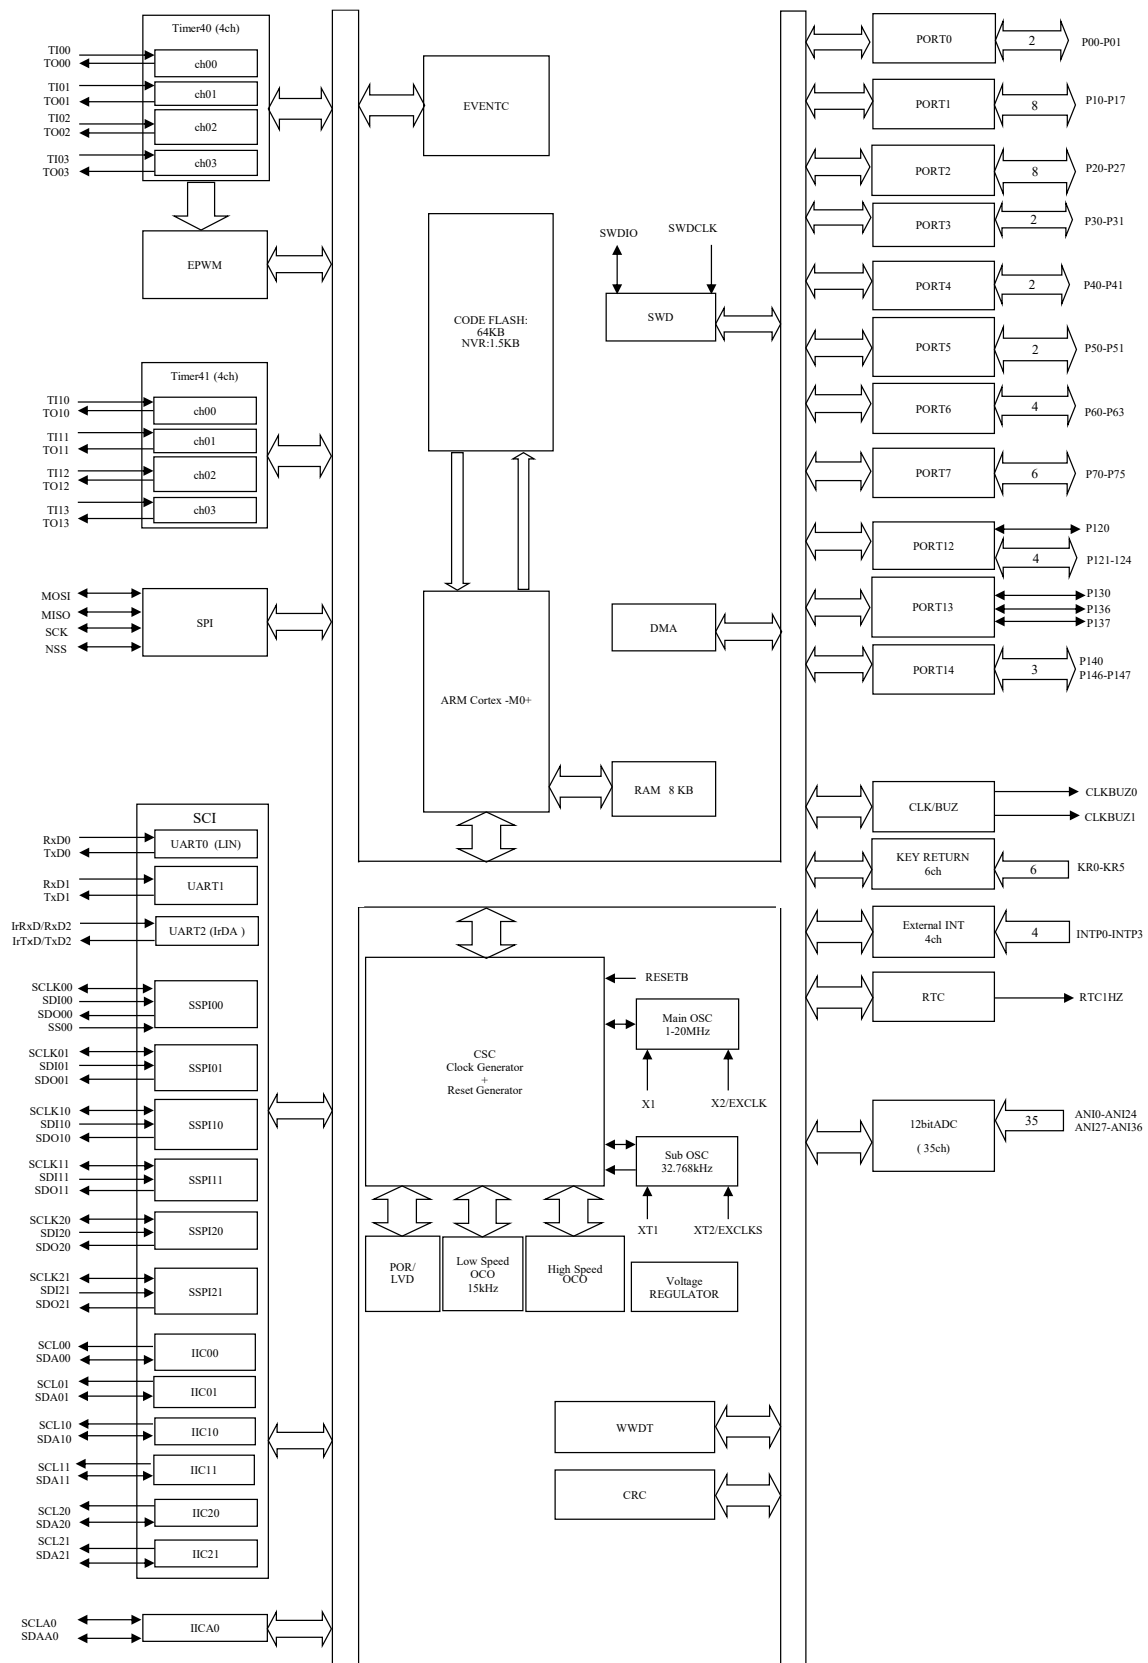 Timer40 (4ch)
TI00
TO00
ch00
TI01
TO01
ch01
TI02
TO02
ch02
TI03
TO03
ch03
EPWM
Timer41 (4ch)
TI10
TO10
ch00
TI11
TO11
ch01
TI12
TO12
ch02
TI13
TO13
ch03
MOSI
MISO
SCK
NSS
SPI
SCI
RxD0
TxD0
UART0 (LIN)
RxD1
TxD1
UART1
IrRxD/RxD2
IrTxD/TxD2
UART2 (IrDA )
SCLK00
SDI00
SDO00
SS00
SSPI00
SCLK01
SDI01
SDO01
SSPI01
SCLK10
SDI10
SDO10
SSPI10
SCLK11
SDI11
SDO11
SSPI11
SCLK20
SDI20
SDO20
SSPI20
SCLK21
SDI21
SDO21
SSPI21
SCL00
SDA00
IIC00
SCL01
SDA01
IIC01
SCL10
SDA10
IIC10
SCL11
SDA11
IIC11
SCL20
SDA20
IIC20
SCL21
SDA21
IIC21
SCLA0
SDAA0
IICA0
EVENTC
CODE FLASH:
64KB
NVR:1.5KB
SWDIO
SWDCLK
SWD
DMA
ARM Cortex -M0+
RAM 8 KB
CSC
Clock Generator
+
Reset Generator
RESETB
Main OSC
1-20MHz
X1
X2/EXCLK
Sub OSC
32.768kHz
XT1
XT2/EXCLKS
POR/
LVD
Low Speed
OCO
15kHz
High Speed
OCO
Voltage
REGULATOR
WWDT
CRC
PORT0
2
P00-P01
PORT1
8
P10-P17
PORT2
8
P20-P27
PORT3
2
P30-P31
PORT4
2
P40-P41
PORT5
2
P50-P51
PORT6
4
P60-P63
PORT7
6
P70-P75
PORT12
P120
4
P121-124
PORT13
P130
P136
P137
PORT14
3
P140
P146-P147
CLK/BUZ
CLKBUZ0
CLKBUZ1
KEY RETURN
6ch
6
KR0-KR5
External INT
4ch
4
INTP0-INTP3
RTC
RTC1HZ
12bitADC
( 35ch)
35
ANI0-ANI24
ANI27-ANI36